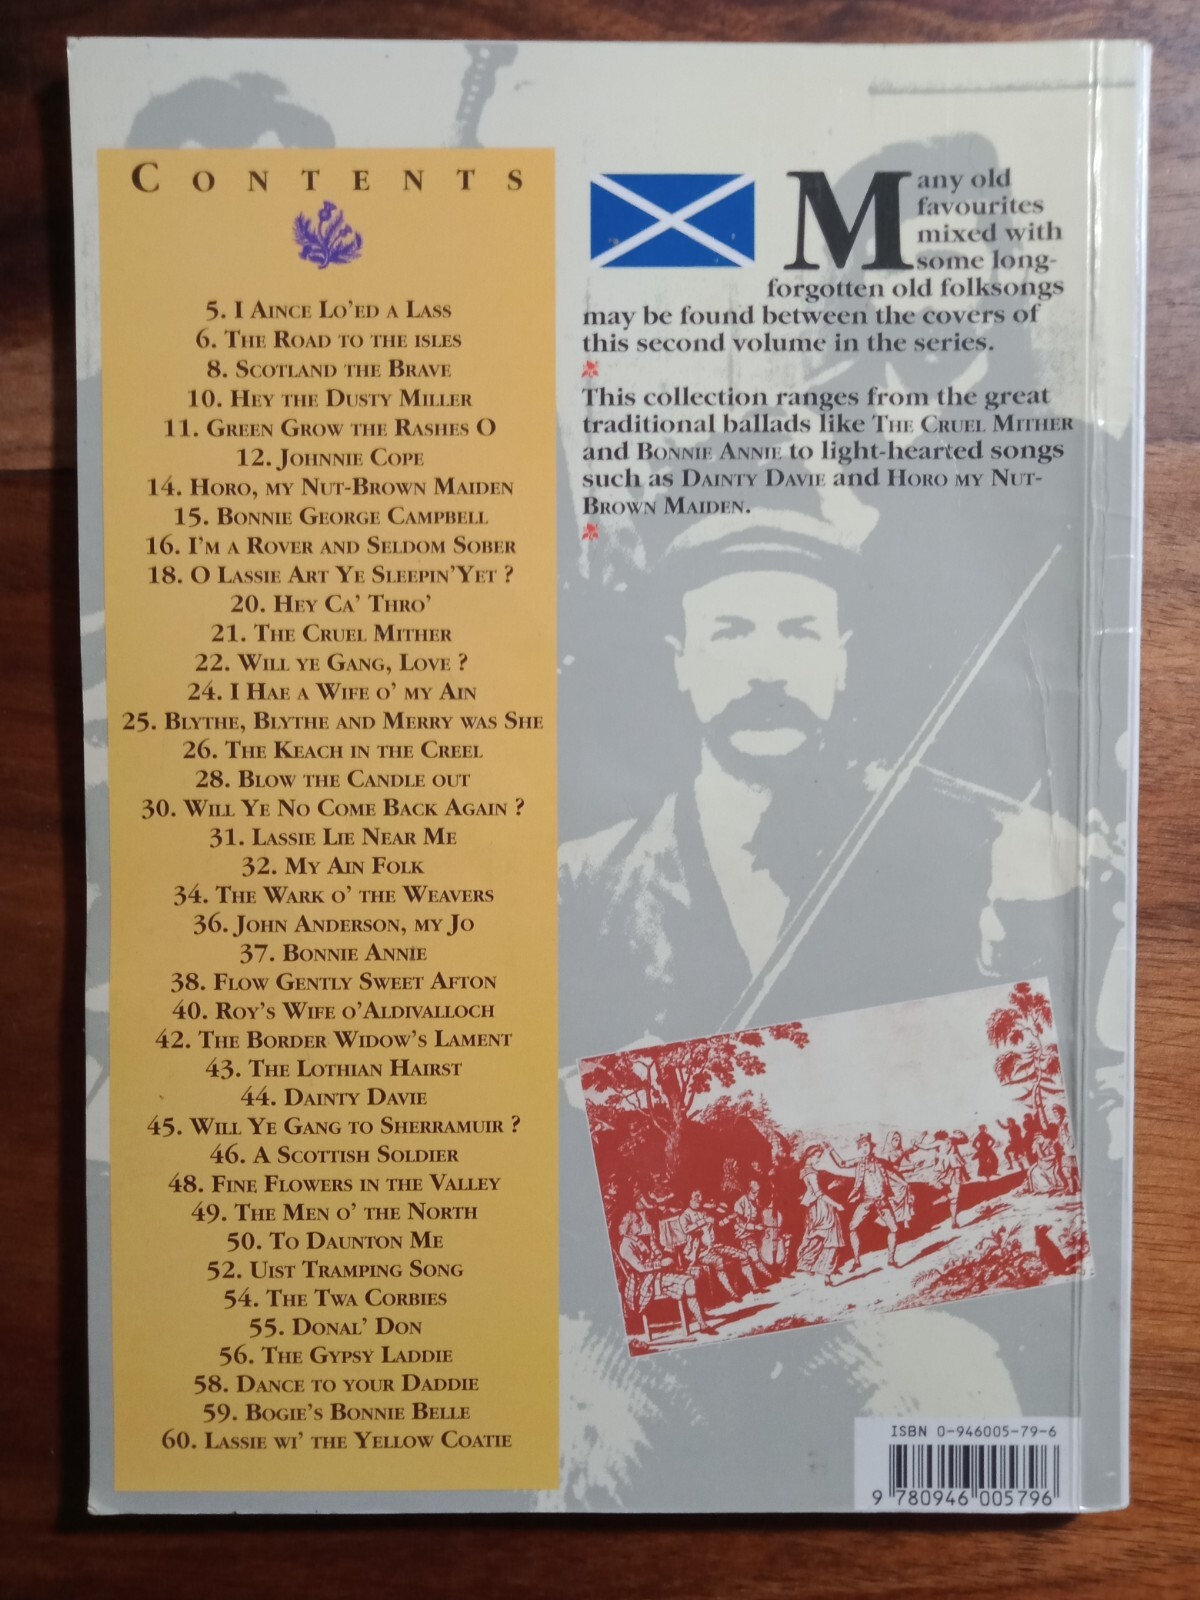 CONTENTS
5. I AINCE LO'ED A LASS
6. THE ROAD TO THE ISLES
8. SCOTLAND THE BRAVE
10. HEY THE DUSTY MILLER
11. GREEN GROW THE RASHES O
12. JOHNNIE COPE
14. HORO, MY NUT-BROWN MAIDEN
15. BONNIE GEORGE CAMPBELL
16. I'M A ROVER AND SELDOM SOBER
18. O LASSIE ART YE SLEEPIN'YET ?
20. HEY CA' THRO'
21. THE CRUEL MITHER
22. WILL YE GANG, LOVE ?
24. I HAE A WIFE O' MY AIN
25. BLYTHE, BLYTHE AND MERRY WAS SHE
26. THE KEACH IN THE CREEL
28. BLOW THE CANDLE OUT
30. WILL YE NO COME BACK AGAIN ?
31. LASSIE LIE NEAR ME
32. MY AIN FOLK
34. THE WARK O' THE WEAVERS
36. JOHN ANDERSON, MY JO
37. BONNIE ANNIE
38. FLOW GENTLY SWEET AFTON
40. ROY'S WIFE O'ALDIVALLOCH
42. THE BORDER WIDOW'S LAMENT
43. THE LOTHIAN HAIRST
44. DAINTY DAVIE
45. WILL YE GANG TO SHERRAMUIR ?
46. A SCOTTISH SOLDIER
48. FINE FLOWERS IN THE VALLEY
49. THE MEN O' THE NORTH
50. TO DAUNTON ME
52. UIST TRAMPING SONG
54. THE TWA CORBIES
55. DONAL' DON
56. THE GYPSY LADDIE
58. DANCE TO YOUR DADDIE
59. BOGIE'S BONNIE BELLE
60. LASSIE WI' THE YELLOW COATIE
Many old
favourites
mixed with
some long-
forgotten old folksongs
may be found between the covers of
this second volume in the series.
This collection ranges from the great
traditional ballads like THE CRUEL MITHER
and BONNIE ANNIE to light-hearted songs
such as DAINTY DAVIE and HORO MY NUT-
BROWN MAIDEN.
ISBN 0-946005-79-6
9 780946 005796